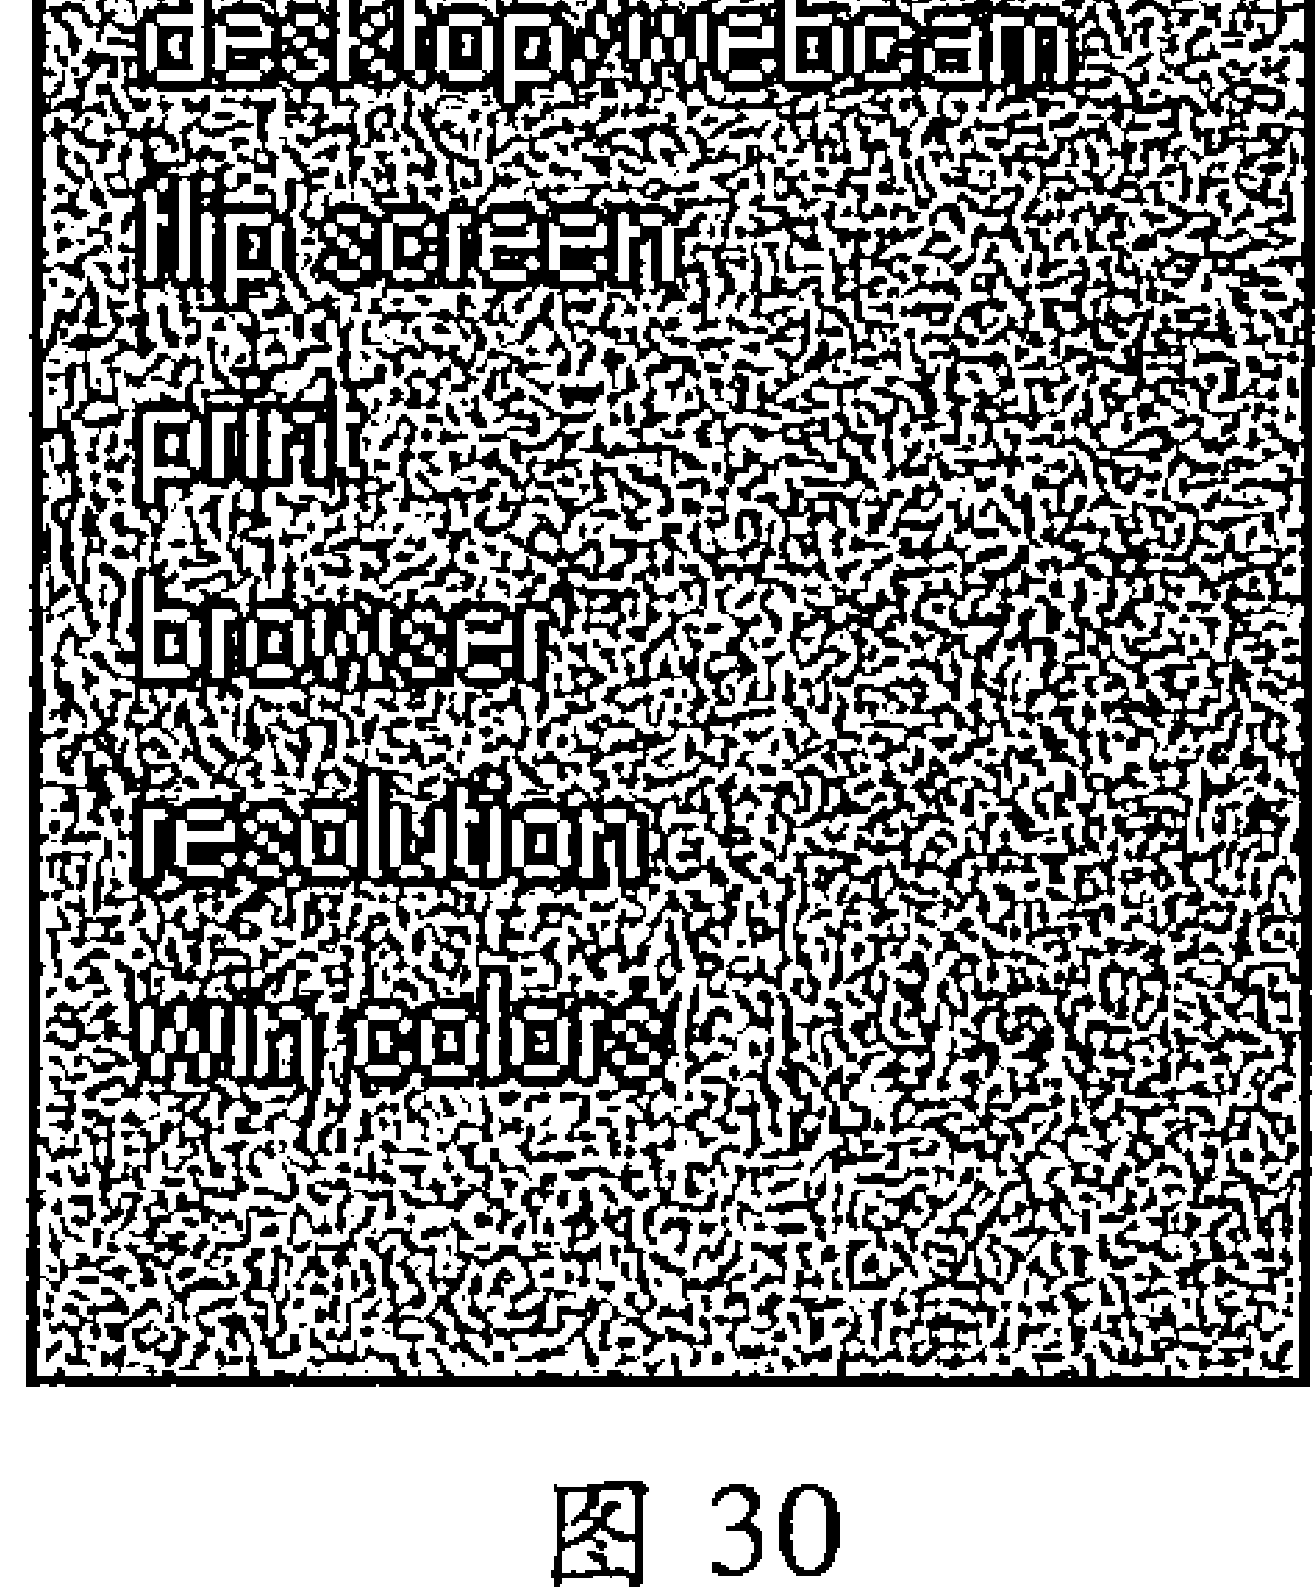 desktop webcam
flip screen
print
browser
resolution
win colors
图 30